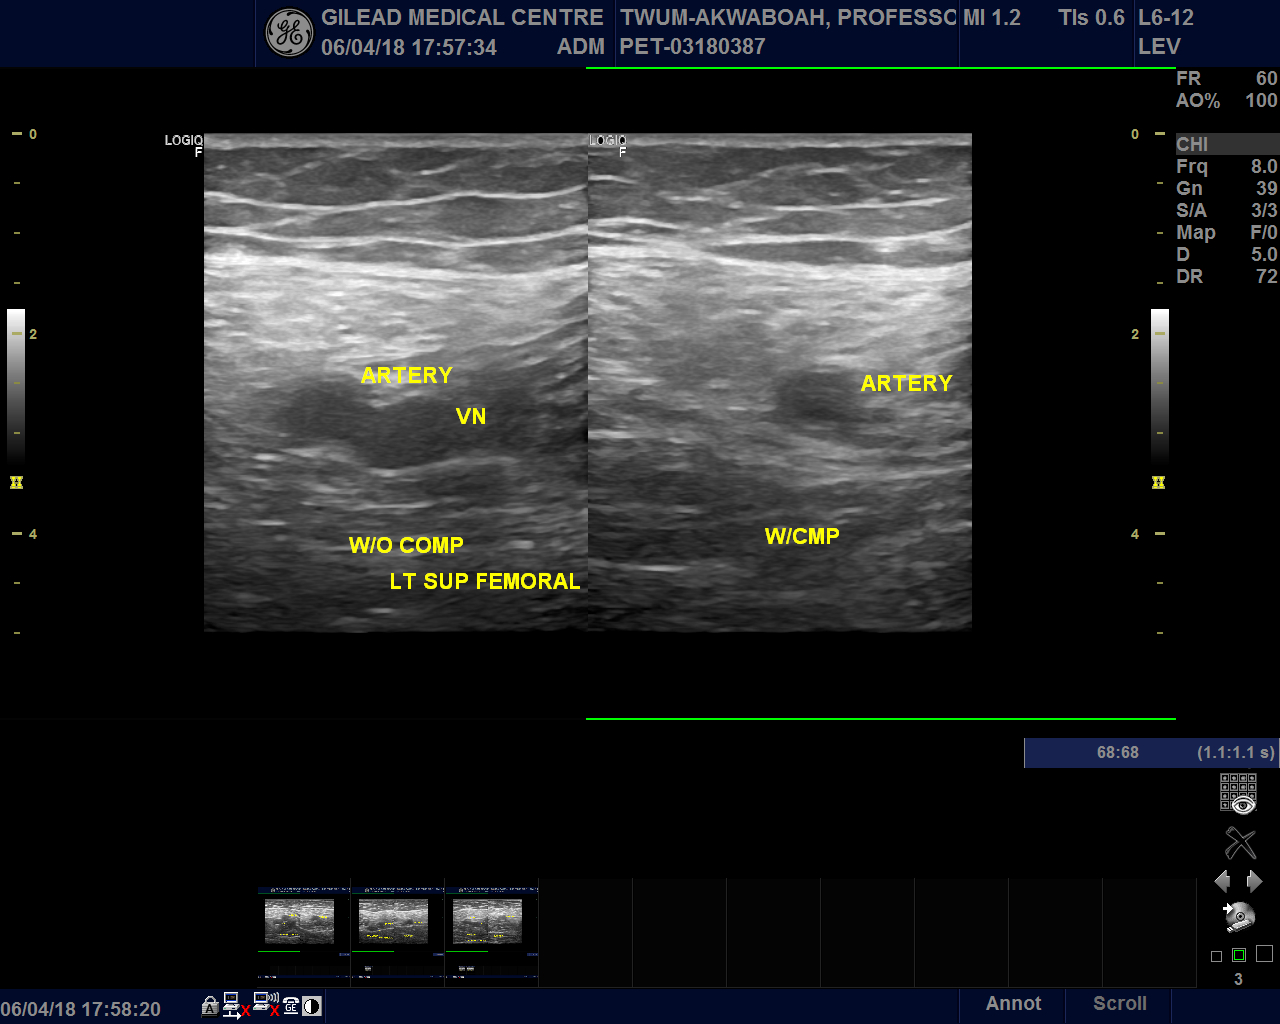 GILEAD MEDICAL CENTRE
06/04/18 17:57:34 ADM
TWUM-AKWABOAH, PROFESSO
PET-03180387
MI 1.2 TIs 0.6
L6-12
LEV
FR 60
AO% 100
CHI
Frq 8.0
Gn 39
S/A 3/3
Map F/0
D 5.0
DR 72
LOGIQ
F
LOGIQ
F
0
2
4
0
2
4
ARTERY
VN
W/O COMP
LT SUP FEMORAL
ARTERY
W/CMP
68:68 (1.1:1.1 s)
3
06/04/18 17:58:20
A
GE
Annot
Scroll